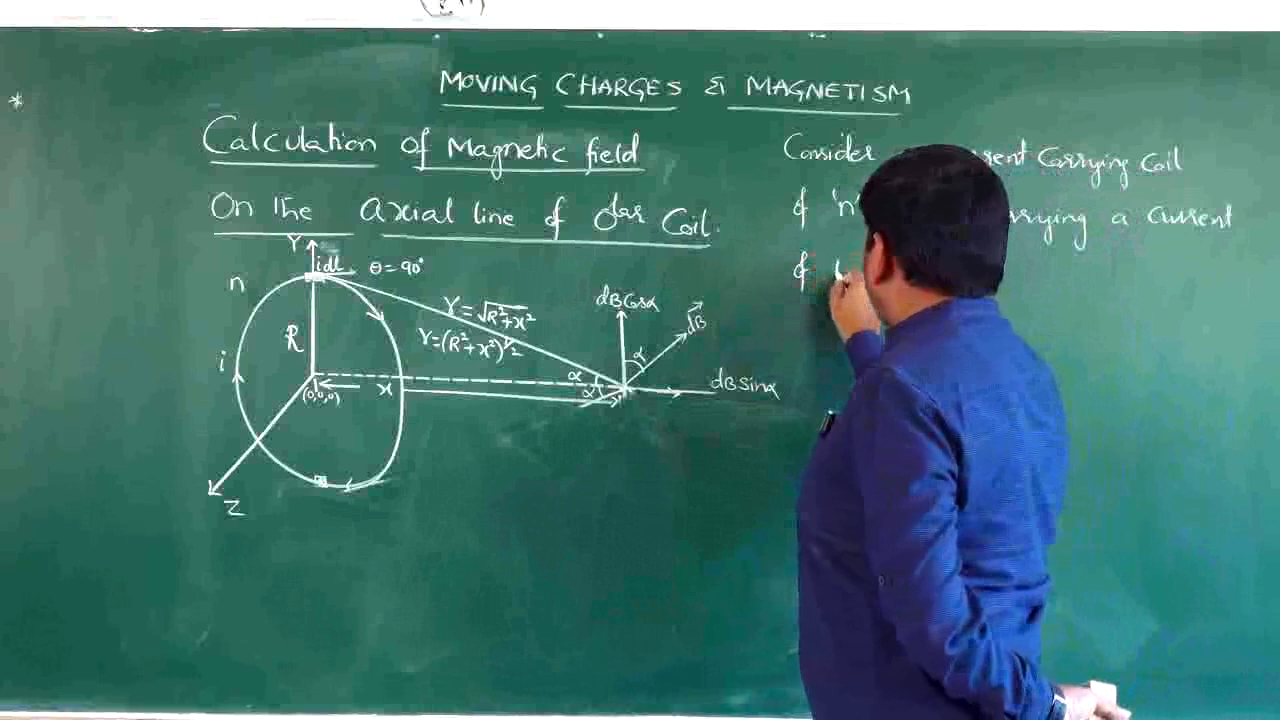 MOVING CHARGES & MAGNETISM
Calculation of Magnetic field
On the axial line of Olar Coil.
Consider Carrying Coil
of 'n' a current
of
Y
idl θ = 90°
n
R
i
r = √R²+x²
r = (R²+x²)^1/2
dB Cosα
dB
α
α
α
dB sinα
x
(0,0,0)
Z